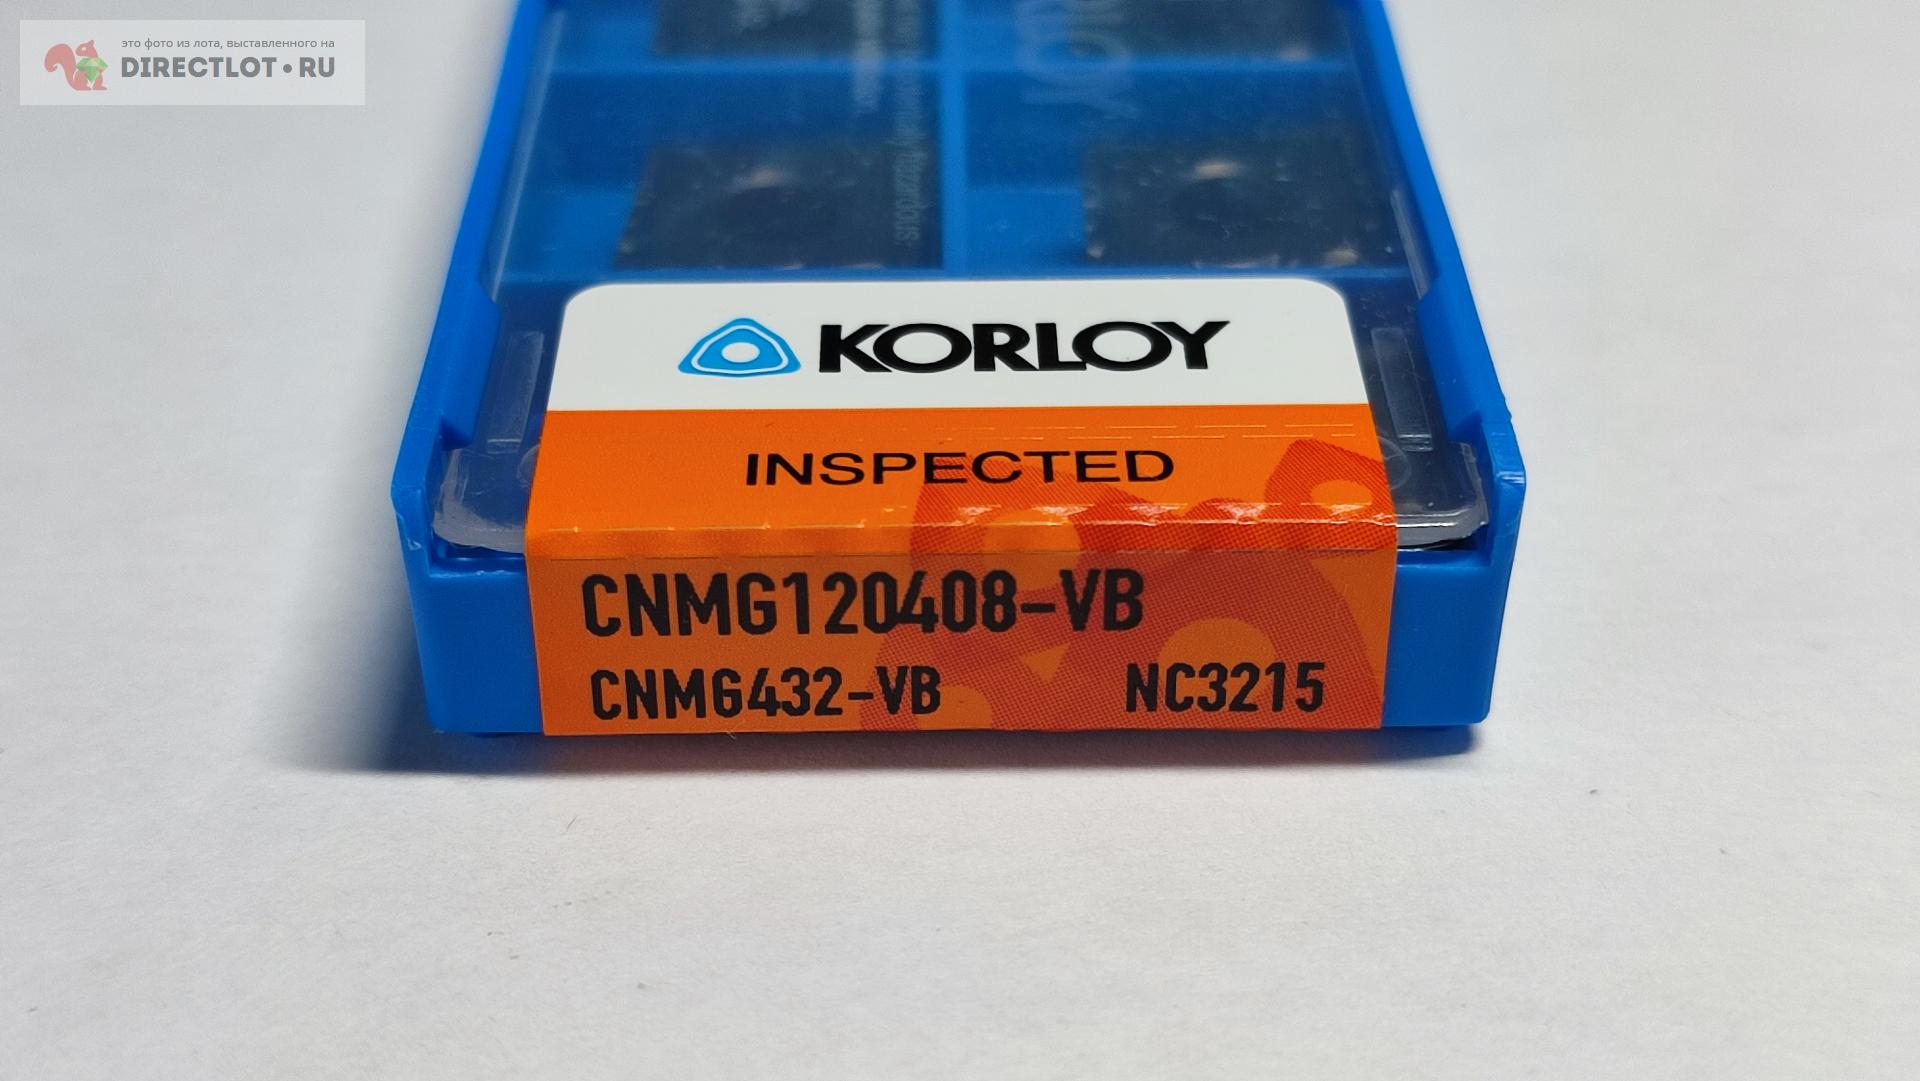 это фото из лота, выставленного на
DIRECTLOT•RU
KORLOY
INSPECTED
CNMG120408-VB
CNMG432-VB NC3215